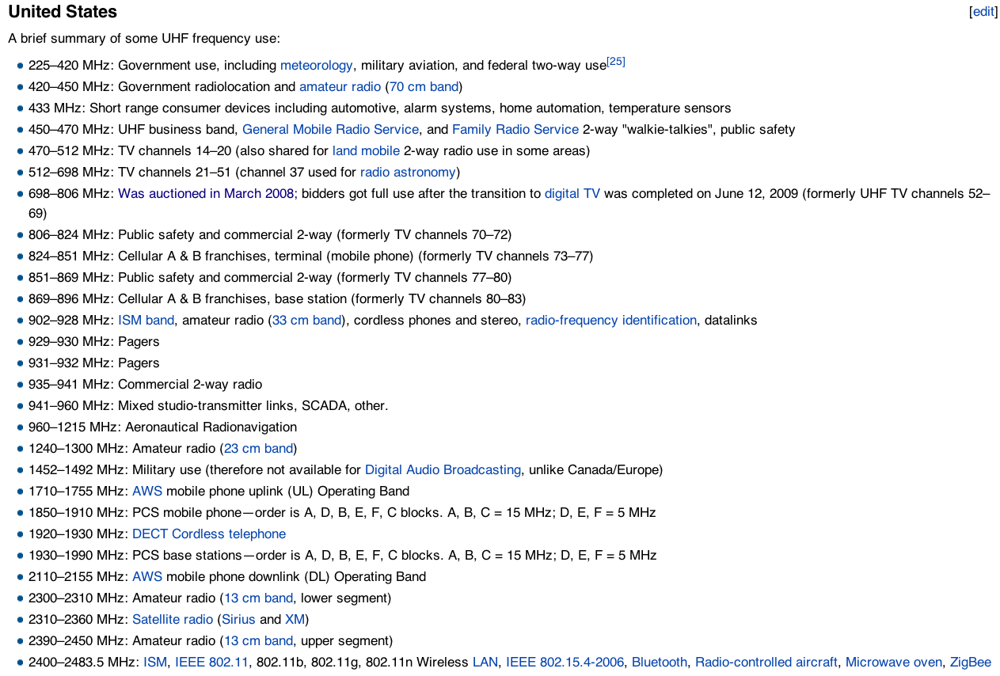 United States
[edit]
A brief summary of some UHF frequency use:
225–420 MHz: Government use, including meteorology, military aviation, and federal two-way use[25]
420–450 MHz: Government radiolocation and amateur radio (70 cm band)
433 MHz: Short range consumer devices including automotive, alarm systems, home automation, temperature sensors
450–470 MHz: UHF business band, General Mobile Radio Service, and Family Radio Service 2-way "walkie-talkies", public safety
470–512 MHz: TV channels 14–20 (also shared for land mobile 2-way radio use in some areas)
512–698 MHz: TV channels 21–51 (channel 37 used for radio astronomy)
698–806 MHz: Was auctioned in March 2008; bidders got full use after the transition to digital TV was completed on June 12, 2009 (formerly UHF TV channels 52–
69)
806–824 MHz: Public safety and commercial 2-way (formerly TV channels 70–72)
824–851 MHz: Cellular A & B franchises, terminal (mobile phone) (formerly TV channels 73–77)
851–869 MHz: Public safety and commercial 2-way (formerly TV channels 77–80)
869–896 MHz: Cellular A & B franchises, base station (formerly TV channels 80–83)
902–928 MHz: ISM band, amateur radio (33 cm band), cordless phones and stereo, radio-frequency identification, datalinks
929–930 MHz: Pagers
931–932 MHz: Pagers
935–941 MHz: Commercial 2-way radio
941–960 MHz: Mixed studio-transmitter links, SCADA, other.
960–1215 MHz: Aeronautical Radionavigation
1240–1300 MHz: Amateur radio (23 cm band)
1452–1492 MHz: Military use (therefore not available for Digital Audio Broadcasting, unlike Canada/Europe)
1710–1755 MHz: AWS mobile phone uplink (UL) Operating Band
1850–1910 MHz: PCS mobile phone—order is A, D, B, E, F, C blocks. A, B, C = 15 MHz; D, E, F = 5 MHz
1920–1930 MHz: DECT Cordless telephone
1930–1990 MHz: PCS base stations—order is A, D, B, E, F, C blocks. A, B, C = 15 MHz; D, E, F = 5 MHz
2110–2155 MHz: AWS mobile phone downlink (DL) Operating Band
2300–2310 MHz: Amateur radio (13 cm band, lower segment)
2310–2360 MHz: Satellite radio (Sirius and XM)
2390–2450 MHz: Amateur radio (13 cm band, upper segment)
2400–2483.5 MHz: ISM, IEEE 802.11, 802.11b, 802.11g, 802.11n Wireless LAN, IEEE 802.15.4-2006, Bluetooth, Radio-controlled aircraft, Microwave oven, ZigBee